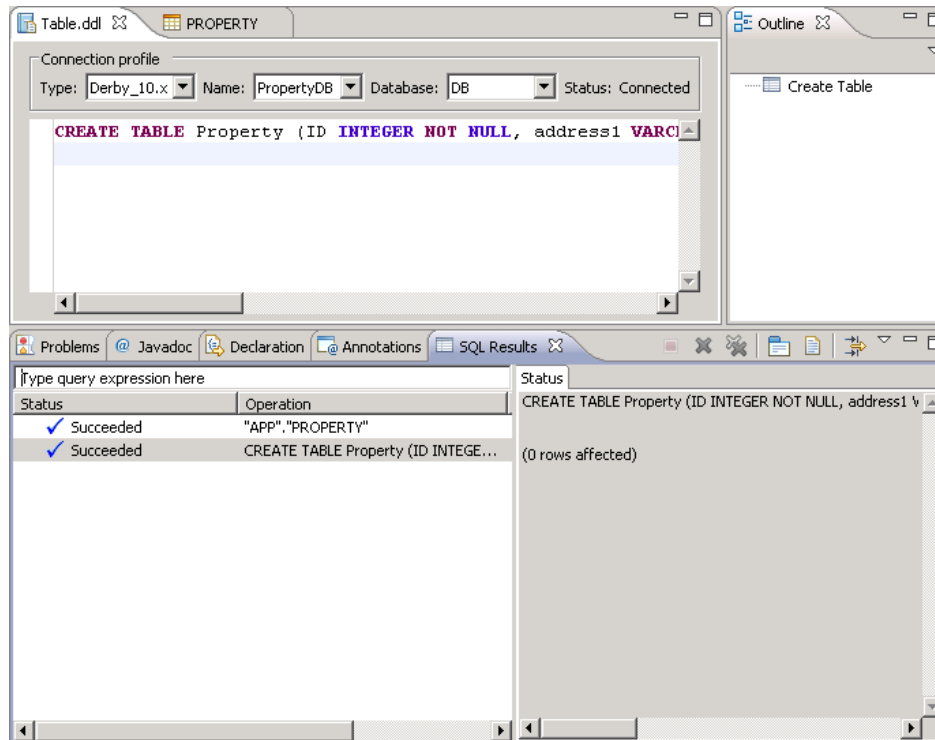 Table.ddl PROPERTY
Outline
Connection profile
Type: Derby_10.x Name: PropertyDB Database: DB Status: Connected
Create Table
CREATE TABLE Property (ID INTEGER NOT NULL, address1 VARC
Problems @ Javadoc Declaration Annotations SQL Results
Type query expression here
Status
Status Operation
CREATE TABLE Property (ID INTEGER NOT NULL, address1 V
Succeeded "APP"."PROPERTY"
Succeeded CREATE TABLE Property (ID INTEGE...
(0 rows affected)